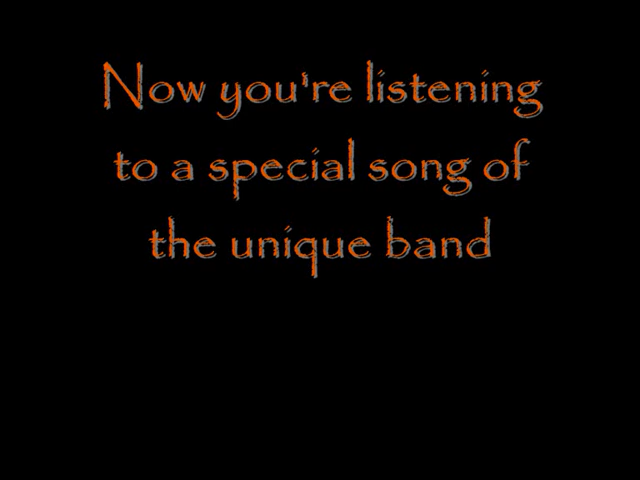 Now you're listening
to a special song of
the unique band